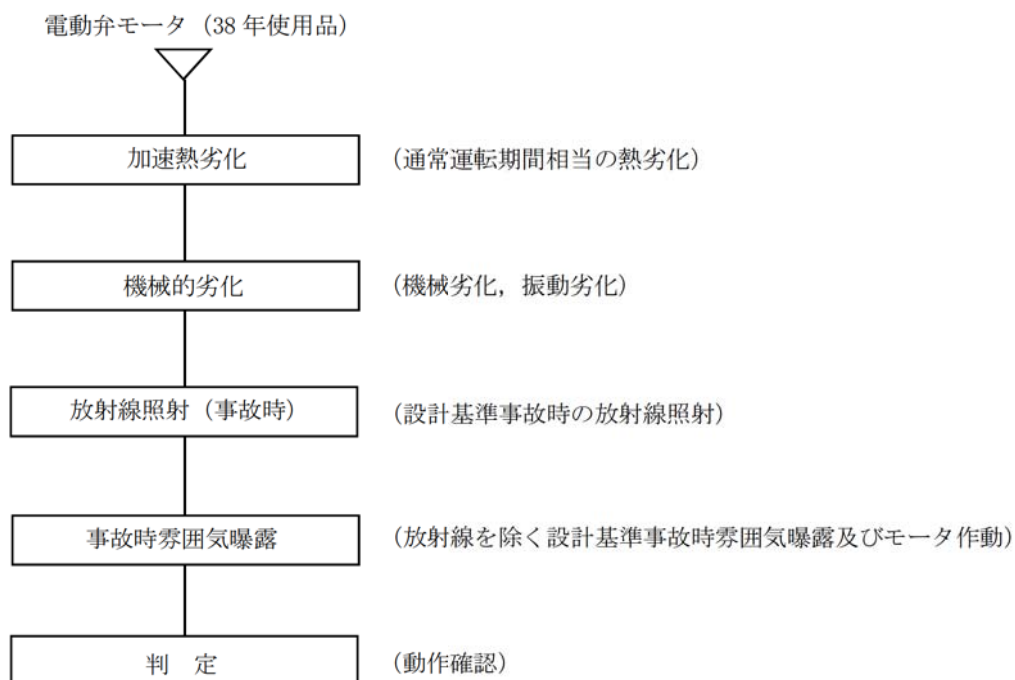 電動弁モータ（38 年使用品）
加速熱劣化　（通常運転期間相当の熱劣化）
機械的劣化　（機械劣化，振動劣化）
放射線照射（事故時）　（設計基準事故時の放射線照射）
事故時雰囲気曝露　（放射線を除く設計基準事故時雰囲気曝露及びモータ作動）
判　定　（動作確認）